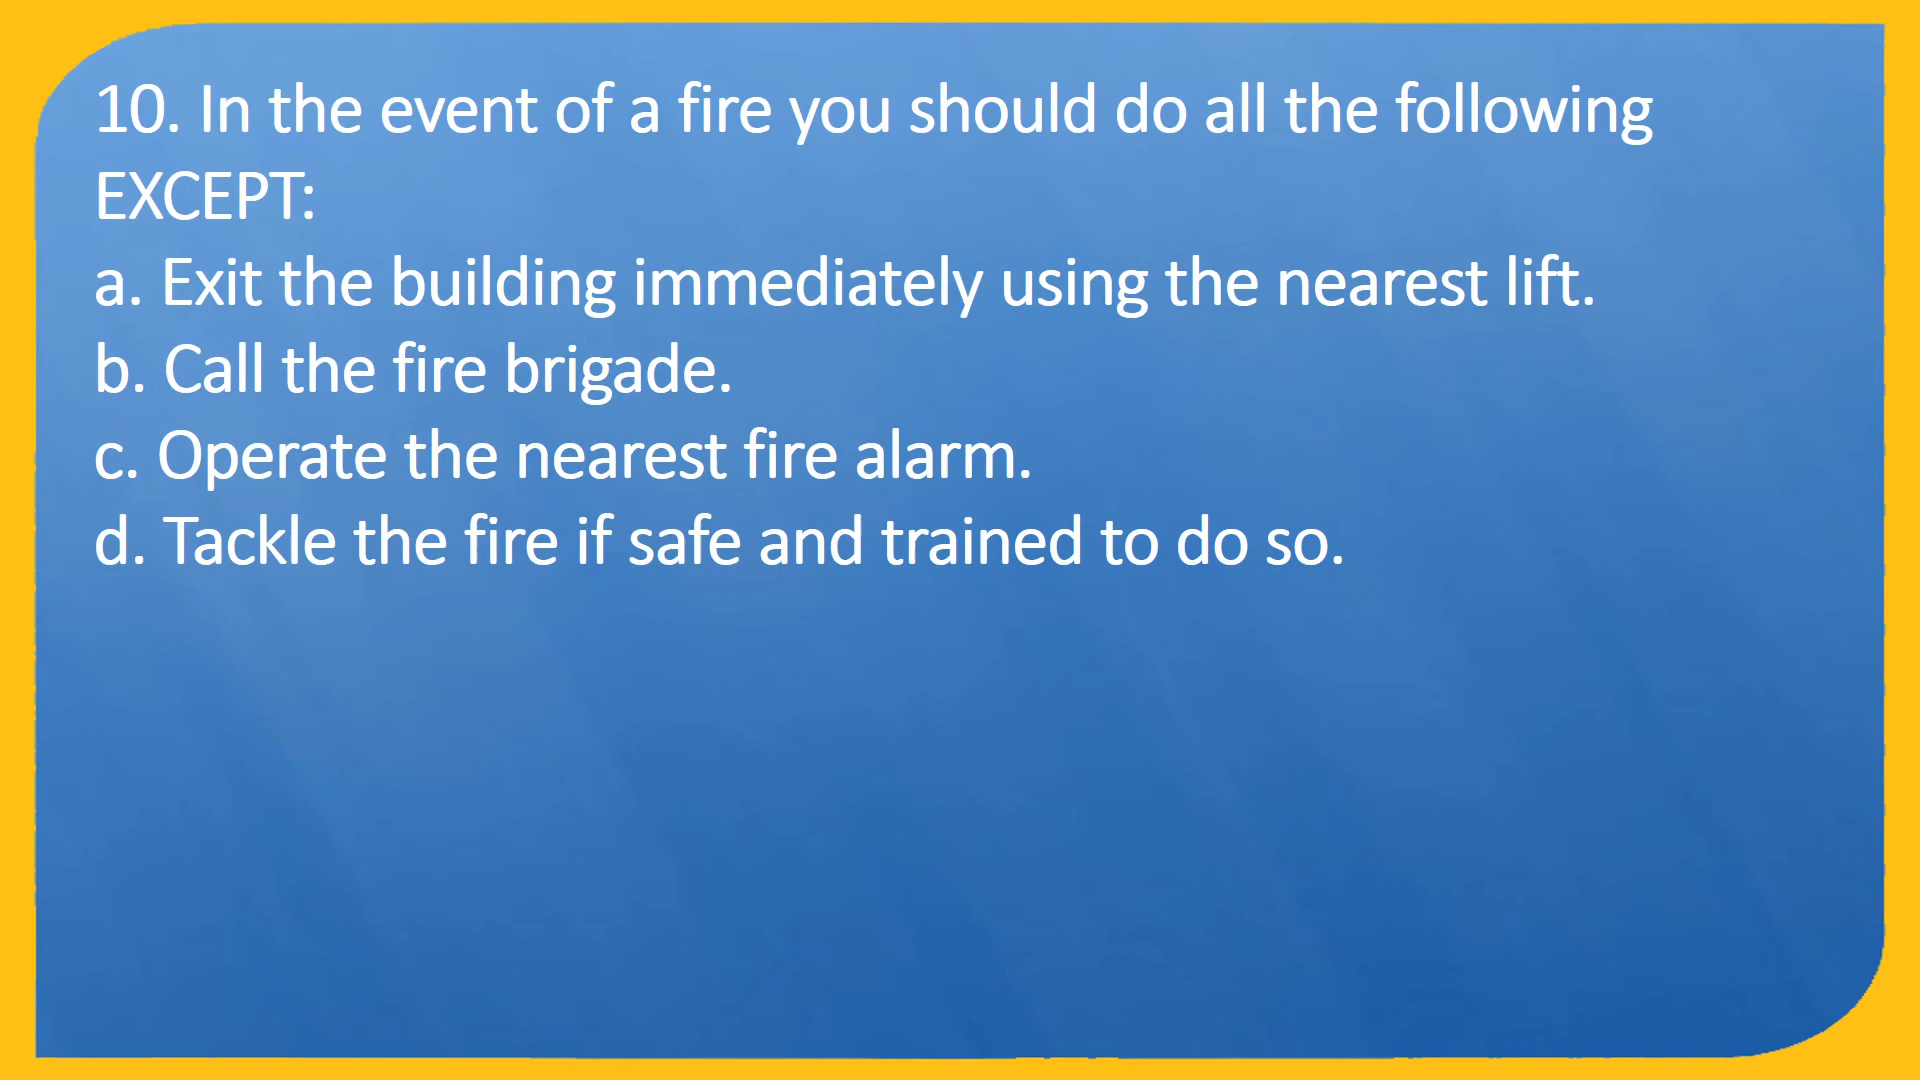 10. In the event of a fire you should do all the following
EXCEPT:
a. Exit the building immediately using the nearest lift.
b. Call the fire brigade.
c. Operate the nearest fire alarm.
d. Tackle the fire if safe and trained to do so.